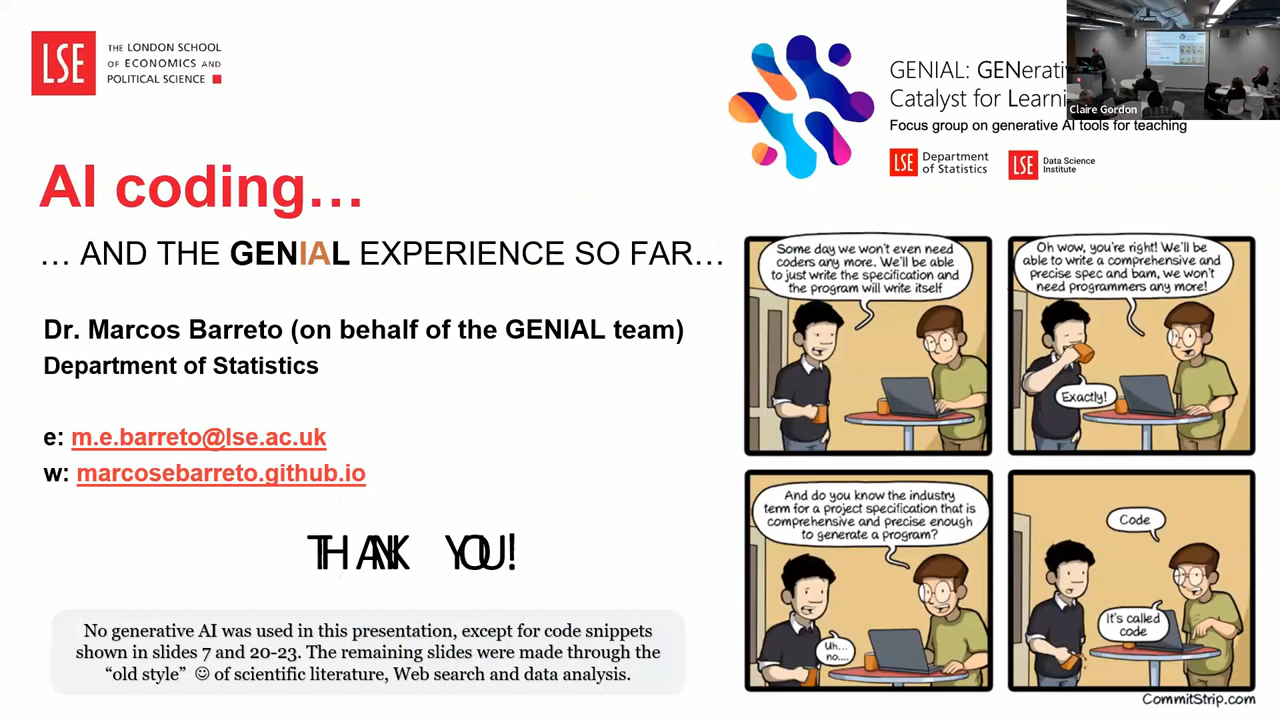 LSE
THE LONDON SCHOOL
OF ECONOMICS AND
POLITICAL SCIENCE
GENIAL: GENerati
Catalyst for Learni
Claire Gordon
Focus group on generative AI tools for teaching
LSE Department
of Statistics
LSE Data Science
Institute
AI coding...
... AND THE GENIAL EXPERIENCE SO FAR...
Dr. Marcos Barreto (on behalf of the GENIAL team)
Department of Statistics
e: m.e.barreto@lse.ac.uk
w: marcosebarreto.github.io
THANK YOU!
No generative AI was used in this presentation, except for code snippets
shown in slides 7 and 20-23. The remaining slides were made through the
“old style” ☺ of scientific literature, Web search and data analysis.
Some day we won't even need
coders any more. We'll be able
to just write the specification and
the program will write itself
Oh wow, you're right! We'll be
able to write a comprehensive and
precise spec and bam, we won't
need programmers any more!
Exactly!
And do you know the industry
term for a project specification that is
comprehensive and precise enough
to generate a program?
Uh...
no....
Code
It's called
code
CommitStrip.com